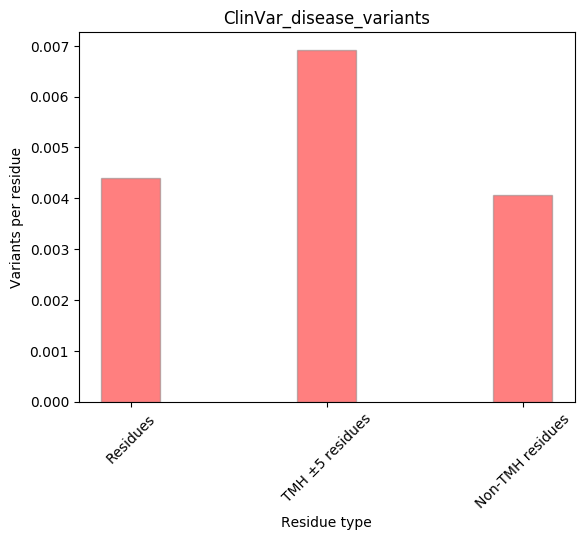 ClinVar_disease_variants
Variants per residue
0.007
0.006
0.005
0.004
0.003
0.002
0.001
0.000
Residues
TMH ±5 residues
Non-TMH residues
Residue type